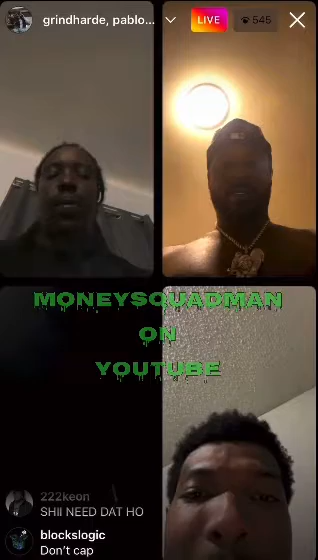 grindharde, pablo...
LIVE
545
MONEYSQUADMAN
ON
YOUTUBE
222keon
SHII NEED DAT HO
blockslogic
Don't cap